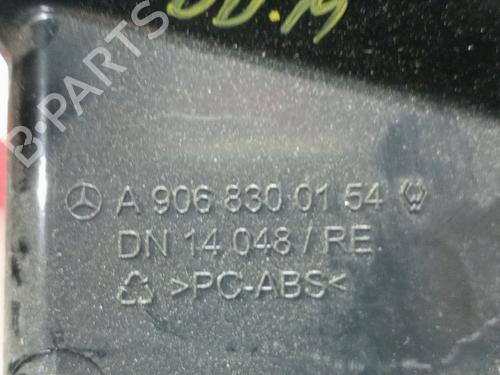 A 906 830 01 54
DN 14 048 / RE
>PC-ABS<
B-PARTS